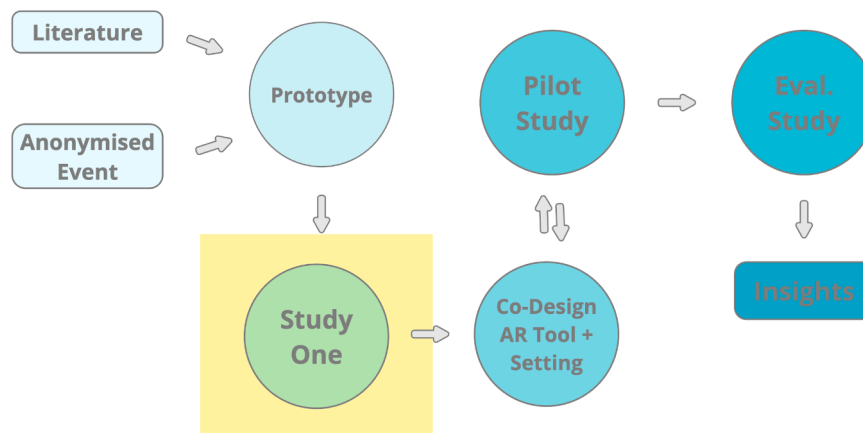 Literature
Anonymised
Event
Prototype
Study
One
Co-Design
AR Tool +
Setting
Pilot
Study
Eval.
Study
Insights